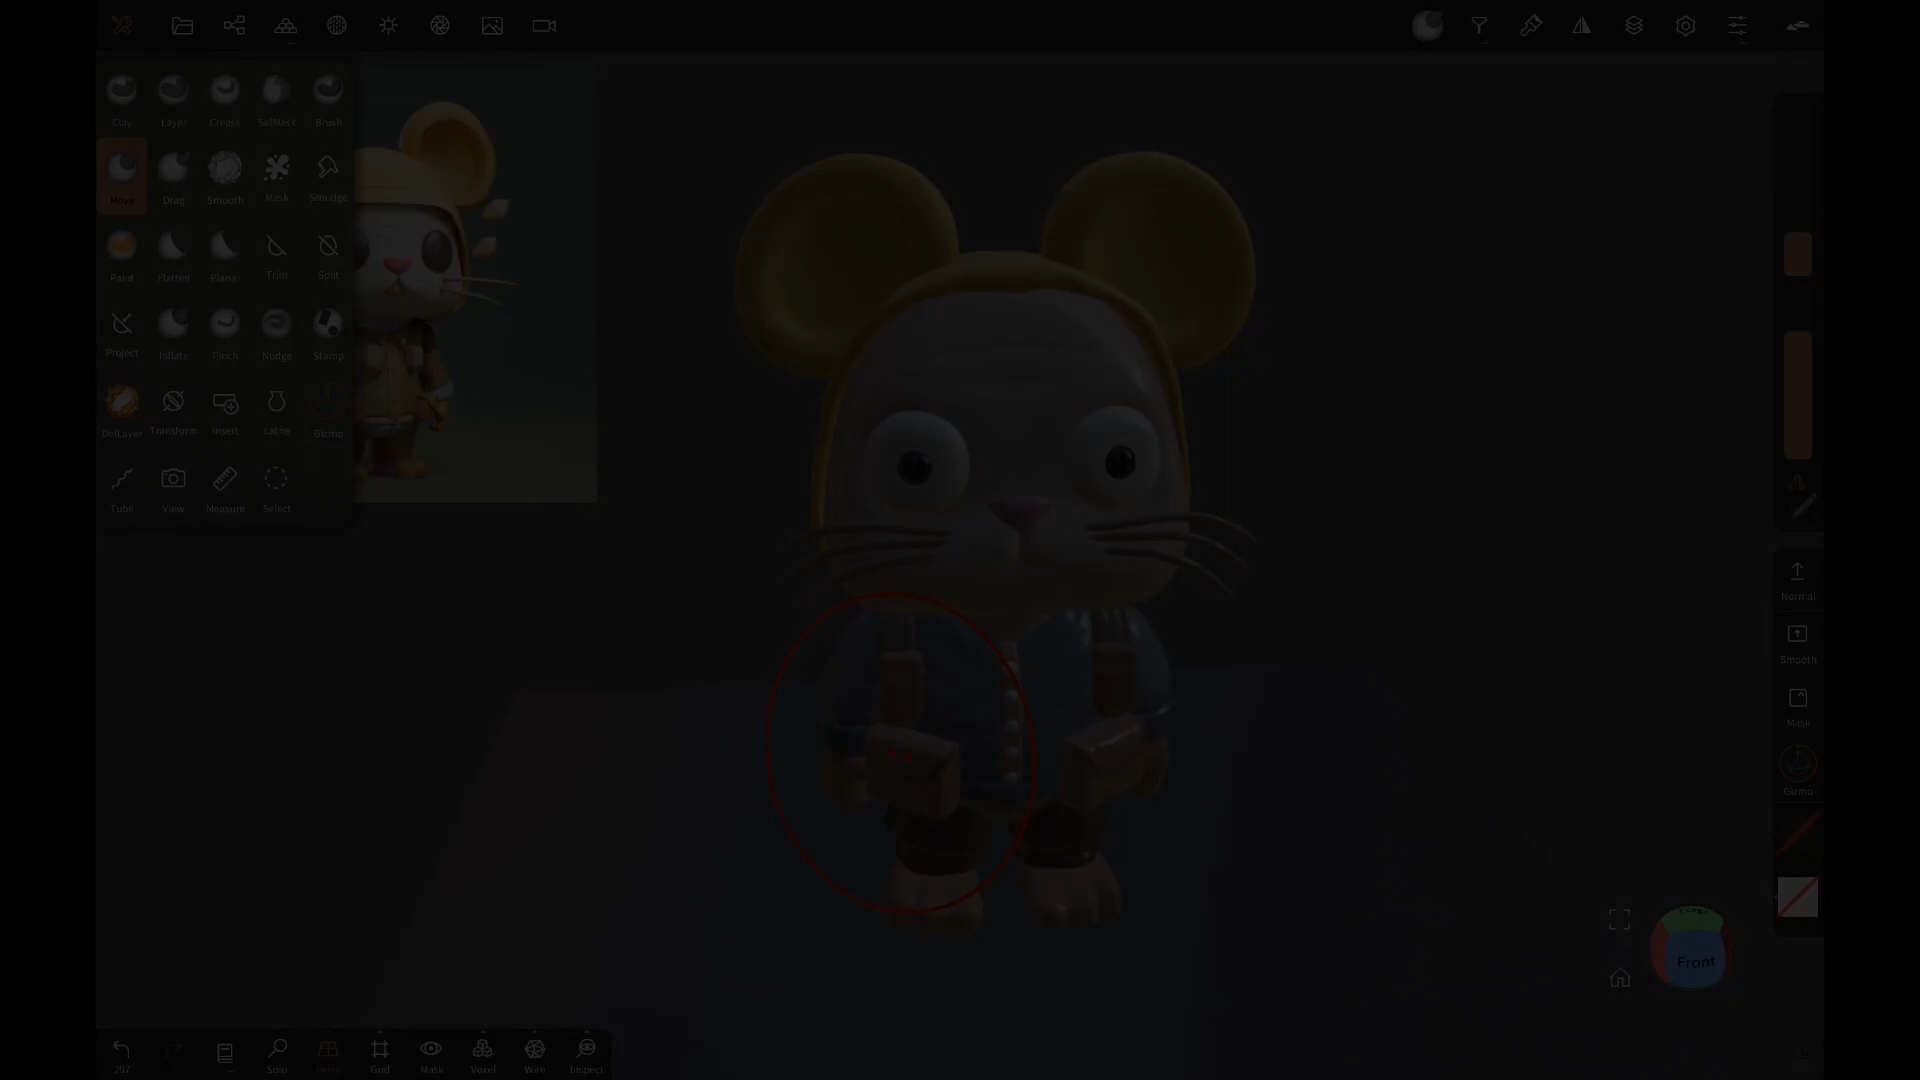 Clay Layer Crease SelMask Brush
Move Drag Smooth Mask Smudge
Paint Flatten Planar Trim Split
Project Inflate Pinch Nudge Stamp
DelLayer Transform Insert Lathe Gizmo
Tube View Measure Select
Normal
Smooth
Mask
Gizmo
Top
Front
297 Solo Persp Grid Mask Voxel Wire Inspect